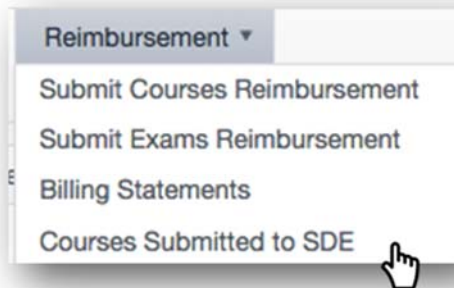 Reimbursement ▼
Submit Courses Reimbursement
Submit Exams Reimbursement
Billing Statements
Courses Submitted to SDE